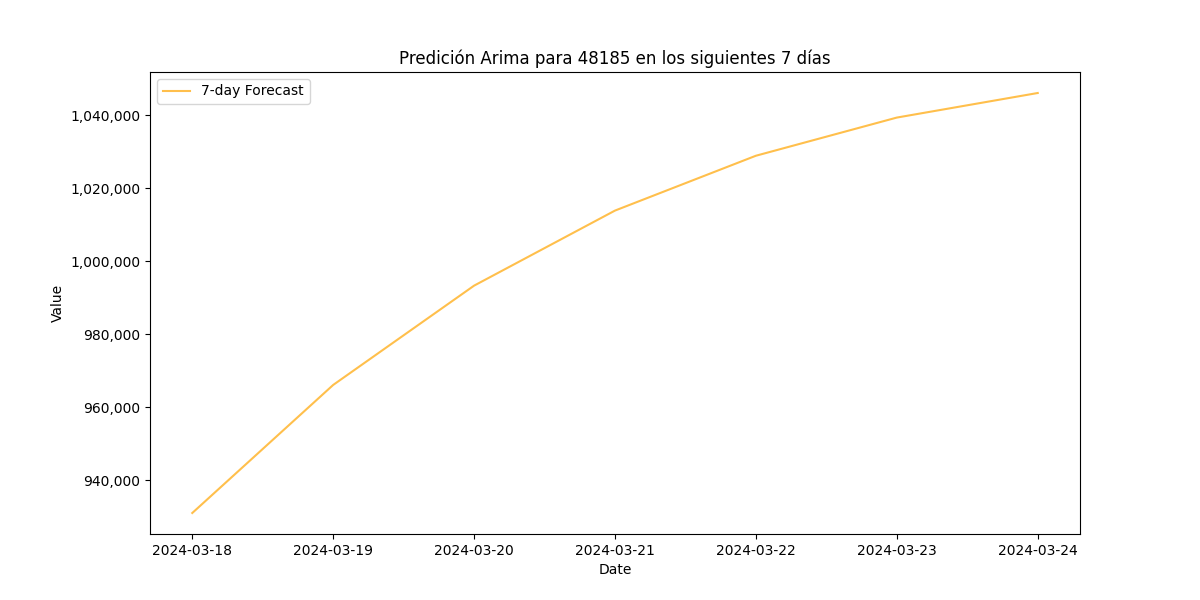 Predición Arima para 48185 en los siguientes 7 días
7-day Forecast
1,040,000
1,020,000
1,000,000
980,000
960,000
940,000
Value
2024-03-18 2024-03-19 2024-03-20 2024-03-21 2024-03-22 2024-03-23 2024-03-24
Date